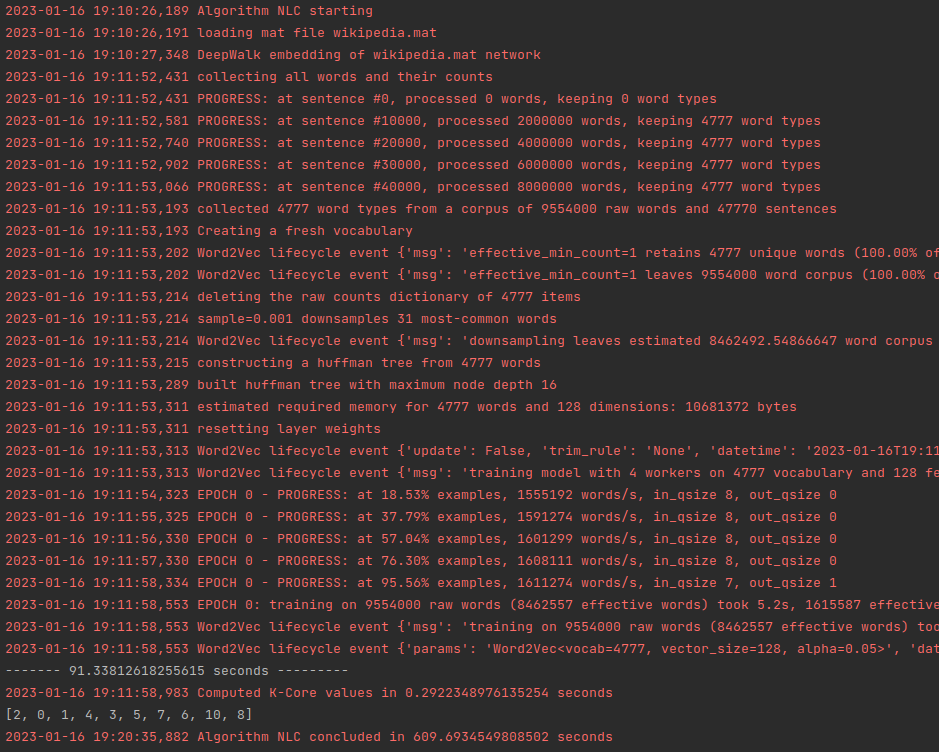 2023-01-16 19:10:26,189 Algorithm NLC starting
2023-01-16 19:10:26,191 loading mat file wikipedia.mat
2023-01-16 19:10:27,348 DeepWalk embedding of wikipedia.mat network
2023-01-16 19:11:52,431 collecting all words and their counts
2023-01-16 19:11:52,431 PROGRESS: at sentence #0, processed 0 words, keeping 0 word types
2023-01-16 19:11:52,581 PROGRESS: at sentence #10000, processed 2000000 words, keeping 4777 word types
2023-01-16 19:11:52,740 PROGRESS: at sentence #20000, processed 4000000 words, keeping 4777 word types
2023-01-16 19:11:52,902 PROGRESS: at sentence #30000, processed 6000000 words, keeping 4777 word types
2023-01-16 19:11:53,066 PROGRESS: at sentence #40000, processed 8000000 words, keeping 4777 word types
2023-01-16 19:11:53,193 collected 4777 word types from a corpus of 9554000 raw words and 47770 sentences
2023-01-16 19:11:53,193 Creating a fresh vocabulary
2023-01-16 19:11:53,202 Word2Vec lifecycle event {'msg': 'effective_min_count=1 retains 4777 unique words (100.00% of
2023-01-16 19:11:53,202 Word2Vec lifecycle event {'msg': 'effective_min_count=1 leaves 9554000 word corpus (100.00% o
2023-01-16 19:11:53,214 deleting the raw counts dictionary of 4777 items
2023-01-16 19:11:53,214 sample=0.001 downsamples 31 most-common words
2023-01-16 19:11:53,214 Word2Vec lifecycle event {'msg': 'downsampling leaves estimated 8462492.54866647 word corpus
2023-01-16 19:11:53,215 constructing a huffman tree from 4777 words
2023-01-16 19:11:53,289 built huffman tree with maximum node depth 16
2023-01-16 19:11:53,311 estimated required memory for 4777 words and 128 dimensions: 10681372 bytes
2023-01-16 19:11:53,311 resetting layer weights
2023-01-16 19:11:53,313 Word2Vec lifecycle event {'update': False, 'trim_rule': 'None', 'datetime': '2023-01-16T19:11
2023-01-16 19:11:53,313 Word2Vec lifecycle event {'msg': 'training model with 4 workers on 4777 vocabulary and 128 fe
2023-01-16 19:11:54,323 EPOCH 0 - PROGRESS: at 18.53% examples, 1555192 words/s, in_qsize 8, out_qsize 0
2023-01-16 19:11:55,325 EPOCH 0 - PROGRESS: at 37.79% examples, 1591274 words/s, in_qsize 8, out_qsize 0
2023-01-16 19:11:56,330 EPOCH 0 - PROGRESS: at 57.04% examples, 1601299 words/s, in_qsize 8, out_qsize 0
2023-01-16 19:11:57,330 EPOCH 0 - PROGRESS: at 76.30% examples, 1608111 words/s, in_qsize 8, out_qsize 0
2023-01-16 19:11:58,334 EPOCH 0 - PROGRESS: at 95.56% examples, 1611274 words/s, in_qsize 7, out_qsize 1
2023-01-16 19:11:58,553 EPOCH 0: training on 9554000 raw words (8462557 effective words) took 5.2s, 1615587 effective
2023-01-16 19:11:58,553 Word2Vec lifecycle event {'msg': 'training on 9554000 raw words (8462557 effective words) too
2023-01-16 19:11:58,553 Word2Vec lifecycle event {'params': 'Word2Vec<vocab=4777, vector_size=128, alpha=0.05>', 'dat
------- 91.33812618255615 seconds ---------
2023-01-16 19:11:58,983 Computed K-Core values in 0.2922348976135254 seconds
[2, 0, 1, 4, 3, 5, 7, 6, 10, 8]
2023-01-16 19:20:35,882 Algorithm NLC concluded in 609.6934549808502 seconds